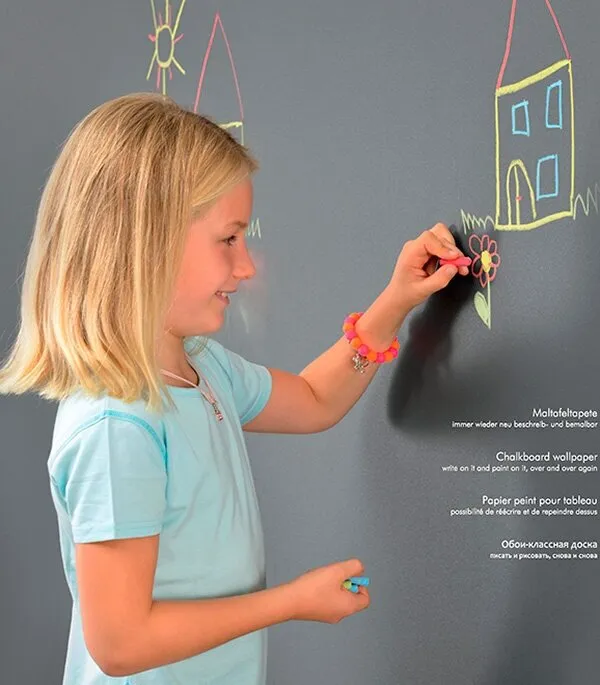 Maltafeltapete
immer wieder neu beschreib- und bemalbar
Chalkboard wallpaper
write on it and paint on it, over and over again
Papier peint pour tableau
possibilité de réécrire et de repeindre dessus
Обои-классная доска
писать и рисовать, снова и снова